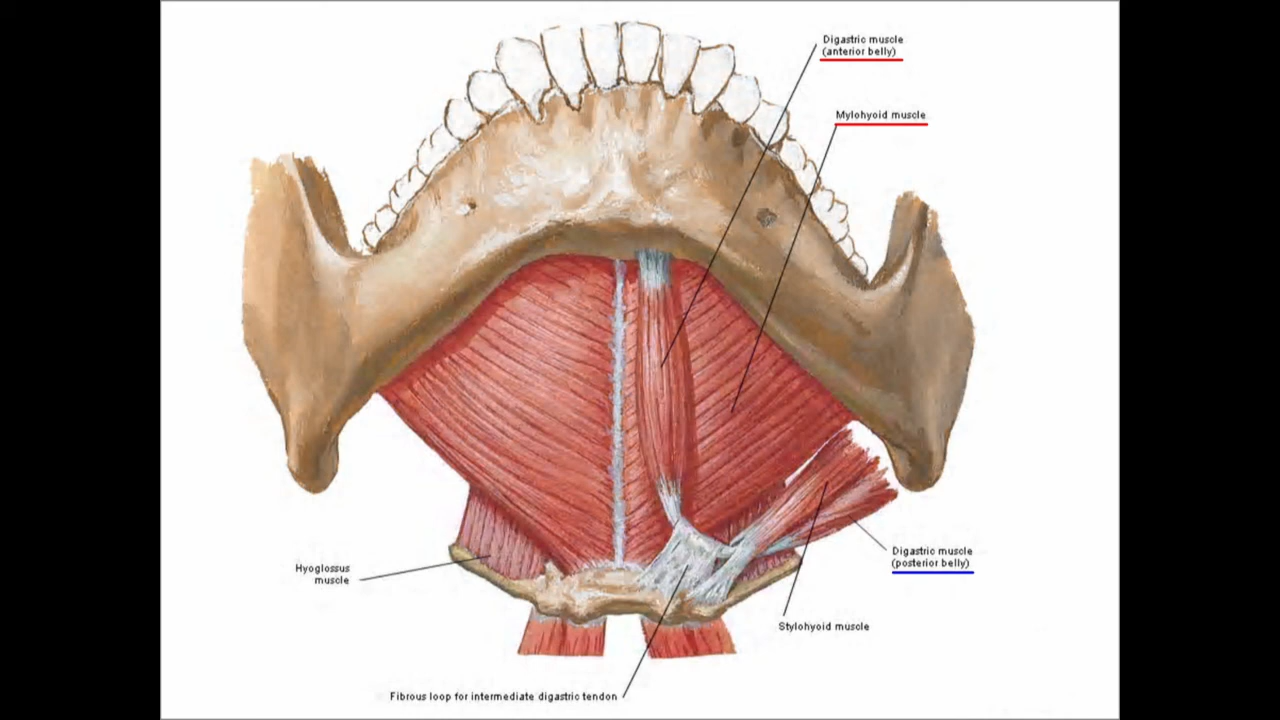 Digastric muscle
(anterior belly)
Mylohyoid muscle
Digastric muscle
(posterior belly)
Hyoglossus
muscle
Stylohyoid muscle
Fibrous loop for intermediate digastric tendon